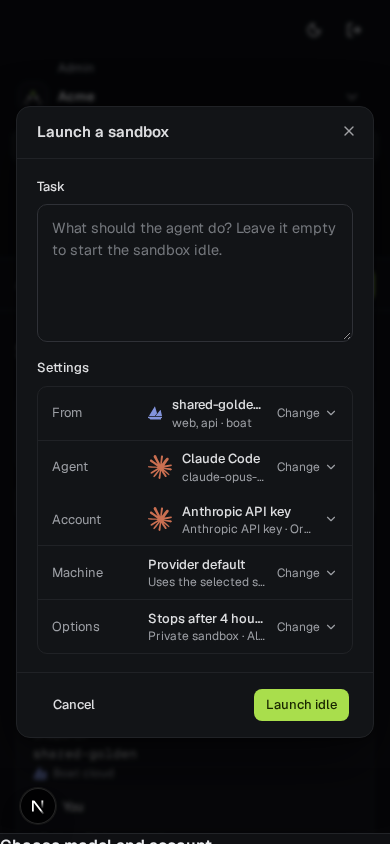 Admin
Acme
Launch a sandbox
Task
What should the agent do? Leave it empty
to start the sandbox idle.
Settings
From
shared-golde...
web, api · boat
Change
Agent
Claude Code
claude-opus-...
Change
Account
Anthropic API key
Anthropic API key · Or...
Machine
Provider default
Uses the selected s...
Change
Options
Stops after 4 hou...
Private sandbox · Al...
Change
Cancel
Launch idle
shared-golden
Boat cloud
N
You
Choose model and account